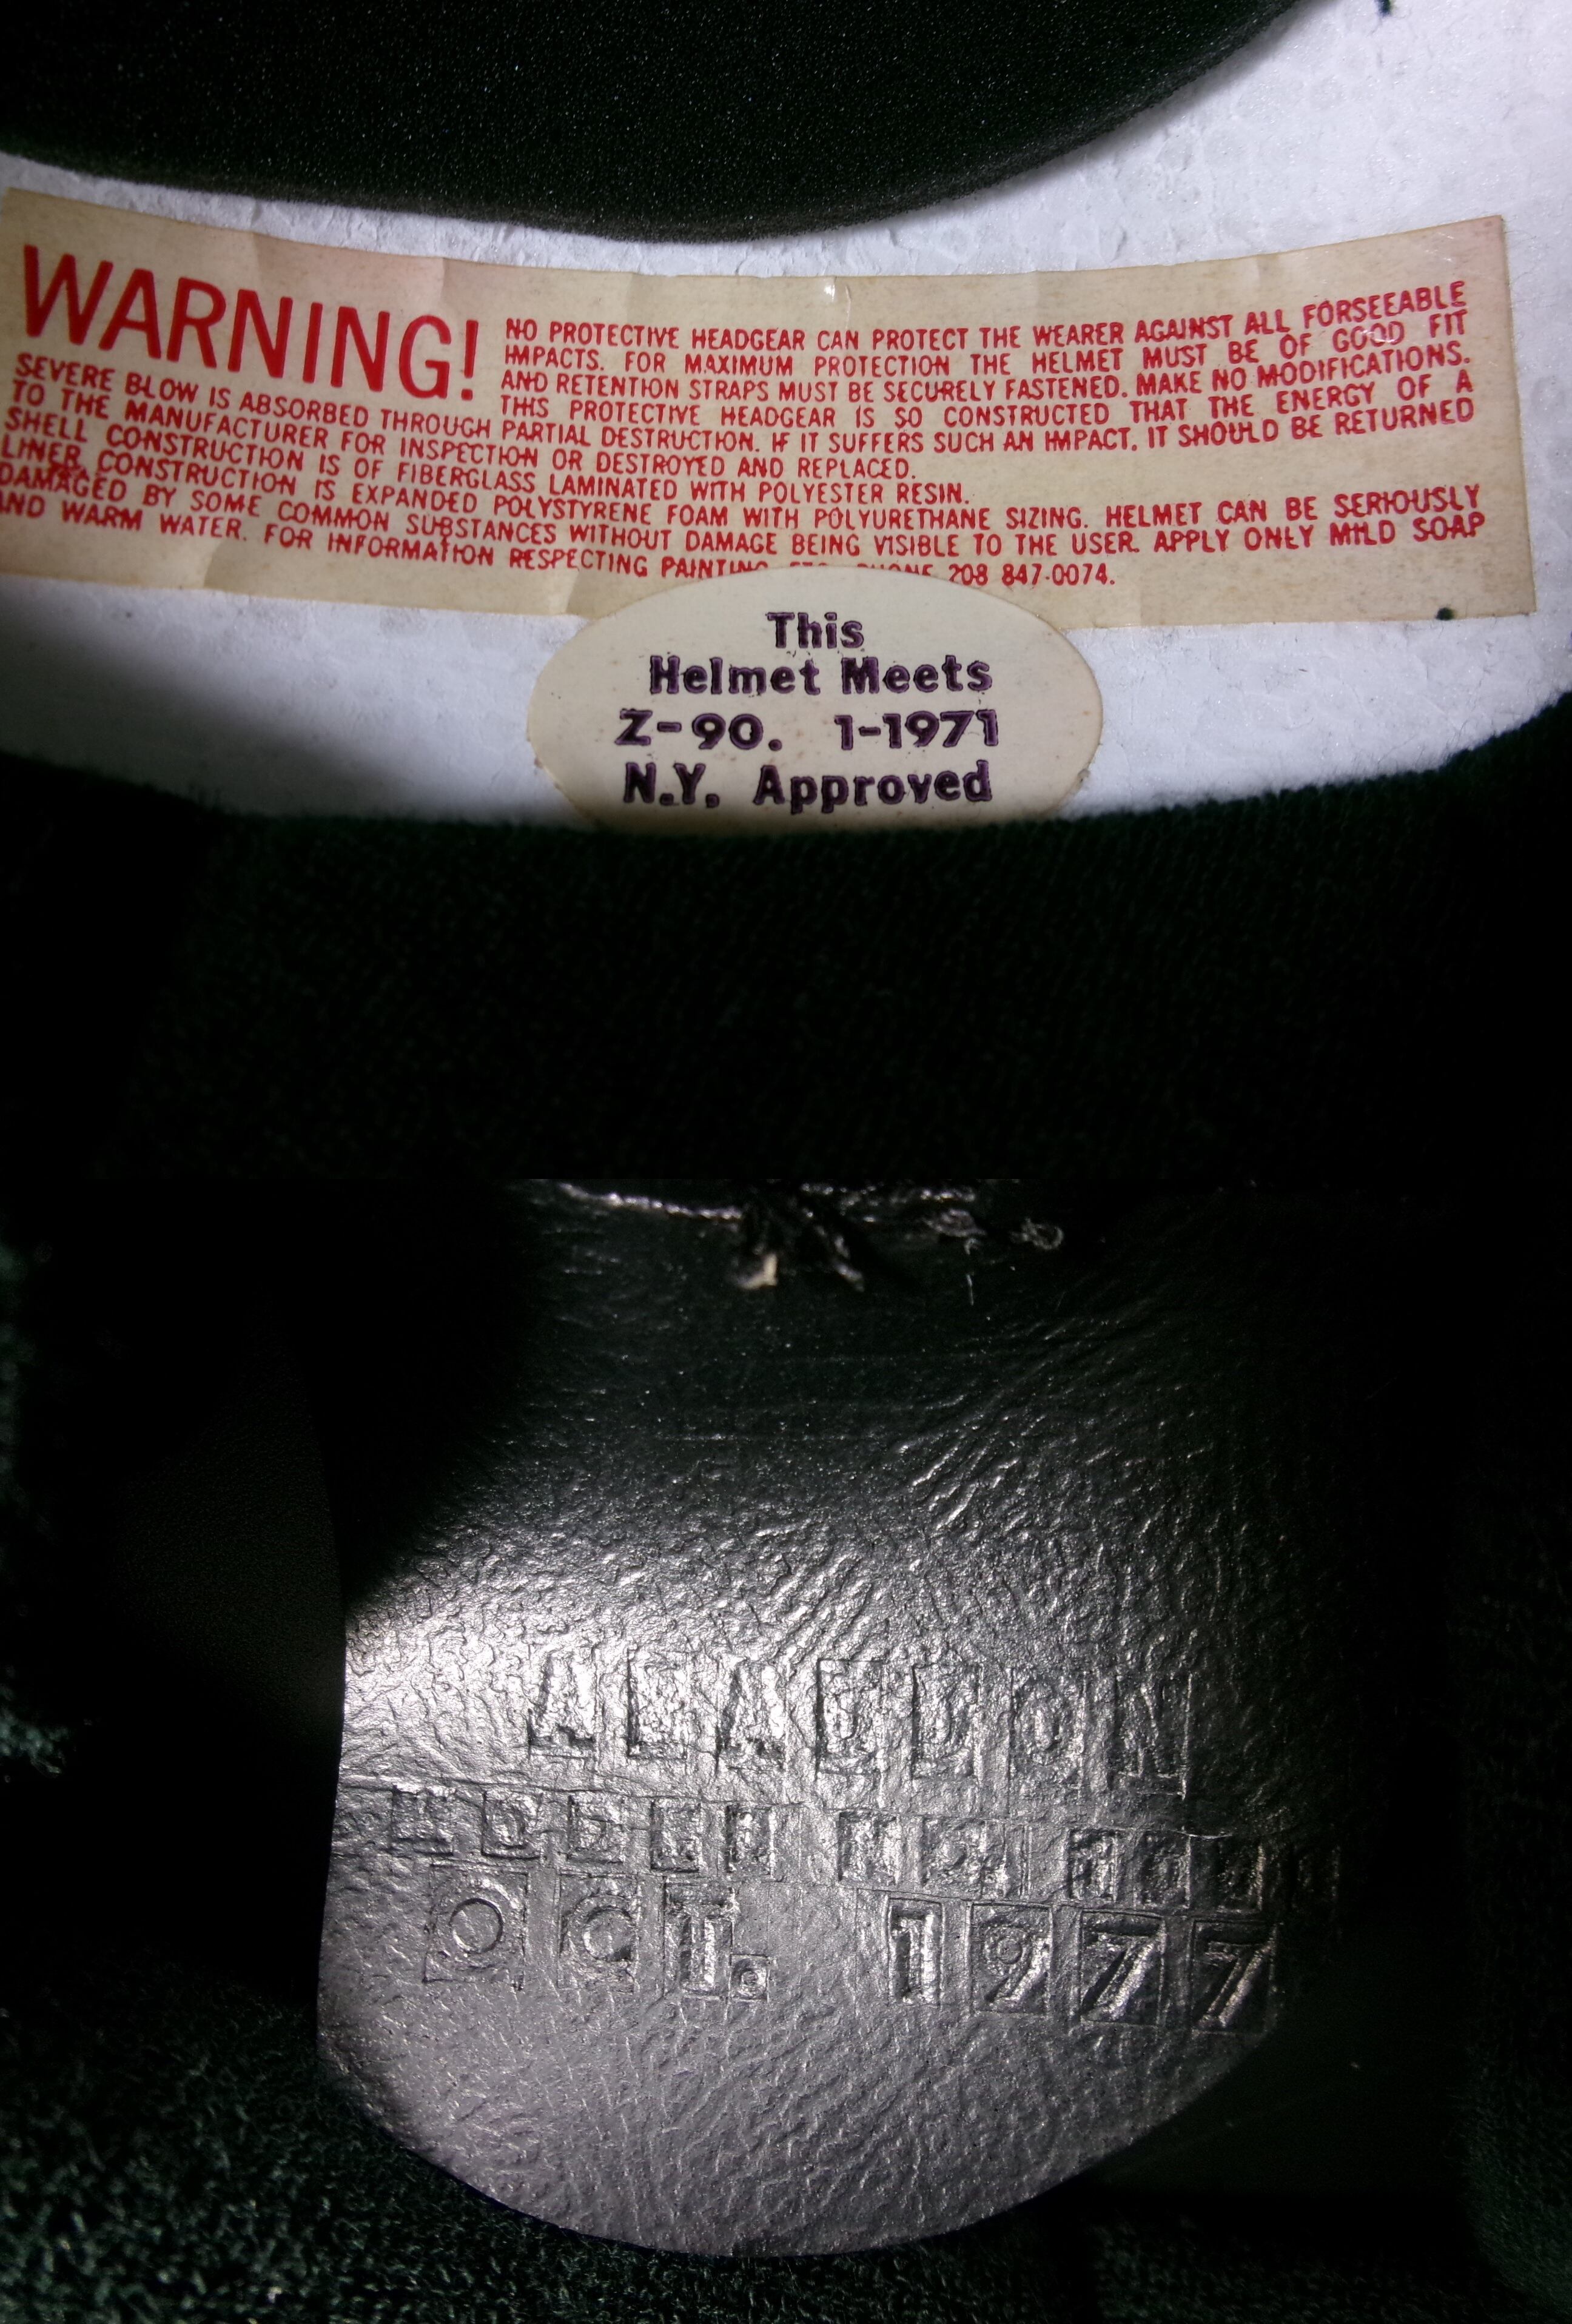 WARNING!
NO PROTECTIVE HEADGEAR CAN PROTECT THE WEARER AGAINST ALL FORSEEABLE
IMPACTS. FOR MAXIMUM PROTECTION THE HELMET MUST BE OF GOOD FIT
AND RETENTION STRAPS MUST BE SECURELY FASTENED. MAKE NO MODIFICATIONS.
THIS PROTECTIVE HEADGEAR IS SO CONSTRUCTED THAT THE ENERGY OF A
SEVERE BLOW IS ABSORBED THROUGH PARTIAL DESTRUCTION. IF IT SUFFERS SUCH AN IMPACT, IT SHOULD BE RETURNED
TO THE MANUFACTURER FOR INSPECTION OR DESTROYED AND REPLACED.
SHELL CONSTRUCTION IS OF FIBERGLASS LAMINATED WITH POLYESTER RESIN.
LINER CONSTRUCTION IS EXPANDED POLYSTYRENE FOAM WITH POLYURETHANE SIZING. HELMET CAN BE SERIOUSLY
DAMAGED BY SOME COMMON SUBSTANCES WITHOUT DAMAGE BEING VISIBLE TO THE USER. APPLY ONLY MILD SOAP
AND WARM WATER. FOR INFORMATION RESPECTING PAINTING, ETC. PHONE 208 847-0074.
This
Helmet Meets
Z-90. 1-1971
N.Y. Approved
MODEL
OCT. 1977